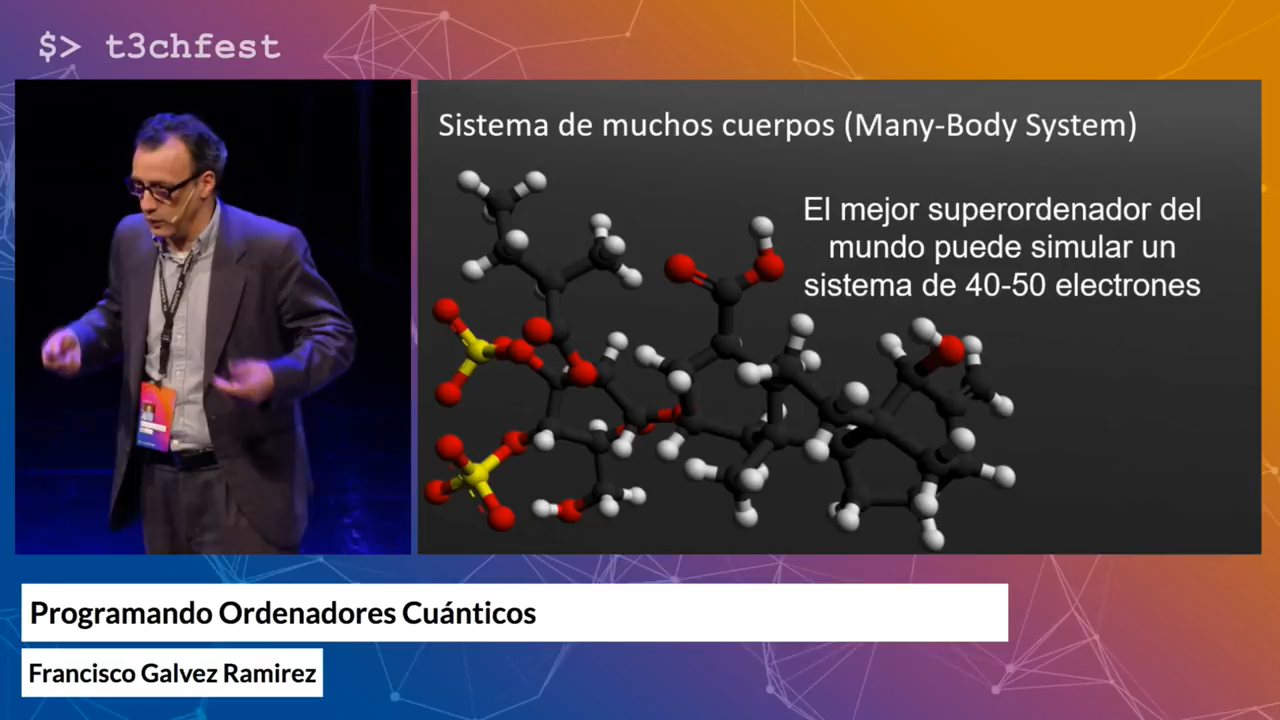 $> t3chfest
Sistema de muchos cuerpos (Many-Body System)
El mejor superordenador del
mundo puede simular un
sistema de 40-50 electrones
Programando Ordenadores Cuánticos
Francisco Galvez Ramirez